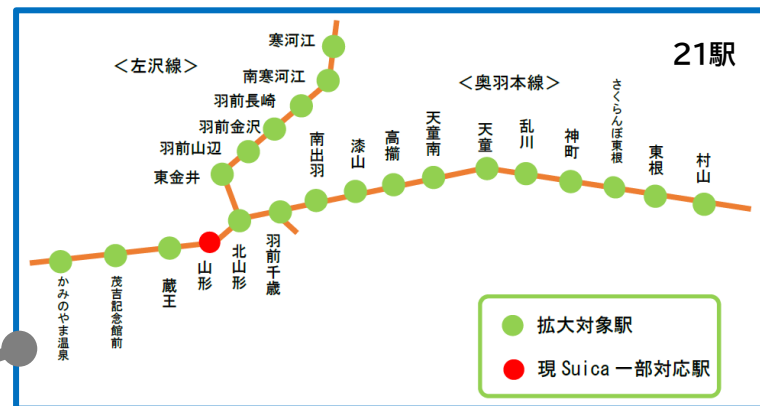 21駅
＜左沢線＞
寒河江
南寒河江
羽前長崎
羽前金沢
羽前山辺
東金井
＜奥羽本線＞
かみのやま温泉
茂吉記念館前
蔵王
山形
北山形
羽前千歳
南出羽
漆山
高擶
天童南
天童
乱川
神町
さくらんぼ東根
東根
村山
拡大対象駅
現 Suica 一部対応駅